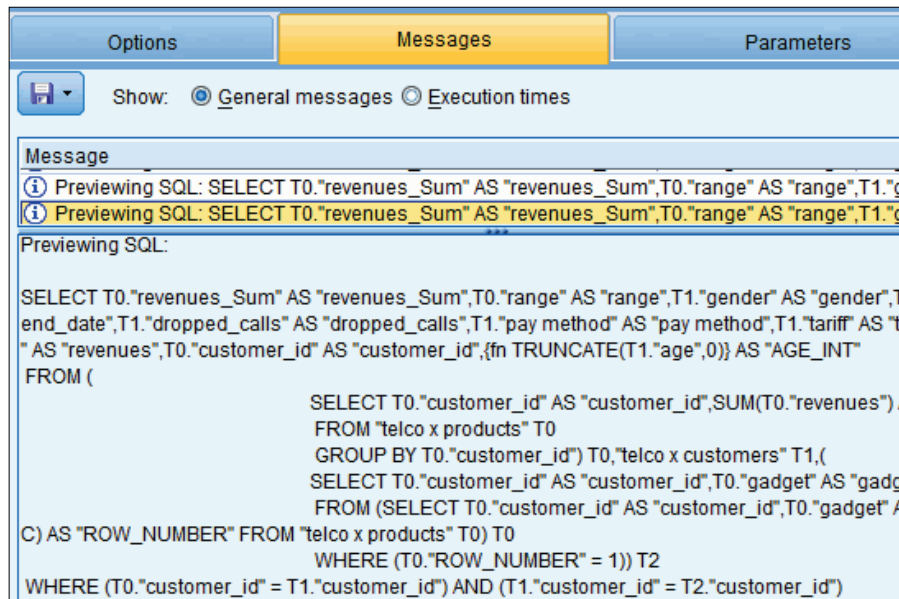 Options Messages Parameters
Show: General messages Execution times
Message
Previewing SQL: SELECT T0."revenues_Sum" AS "revenues_Sum",T0."range" AS "range",T1."g
Previewing SQL: SELECT T0."revenues_Sum" AS "revenues_Sum",T0."range" AS "range",T1."g
Previewing SQL:
SELECT T0."revenues_Sum" AS "revenues_Sum",T0."range" AS "range",T1."gender" AS "gender",T
end_date",T1."dropped_calls" AS "dropped_calls",T1."pay method" AS "pay method",T1."tariff" AS "t
" AS "revenues",T0."customer_id" AS "customer_id",{fn TRUNCATE(T1."age",0)} AS "AGE_INT"
FROM (
SELECT T0."customer_id" AS "customer_id",SUM(T0."revenues")
FROM "telco x products" T0
GROUP BY T0."customer_id") T0,"telco x customers" T1,(
SELECT T0."customer_id" AS "customer_id",T0."gadget" AS "gadg
FROM (SELECT T0."customer_id" AS "customer_id",T0."gadget" A
C) AS "ROW_NUMBER" FROM "telco x products" T0) T0
WHERE (T0."ROW_NUMBER" = 1)) T2
WHERE (T0."customer_id" = T1."customer_id") AND (T1."customer_id" = T2."customer_id")